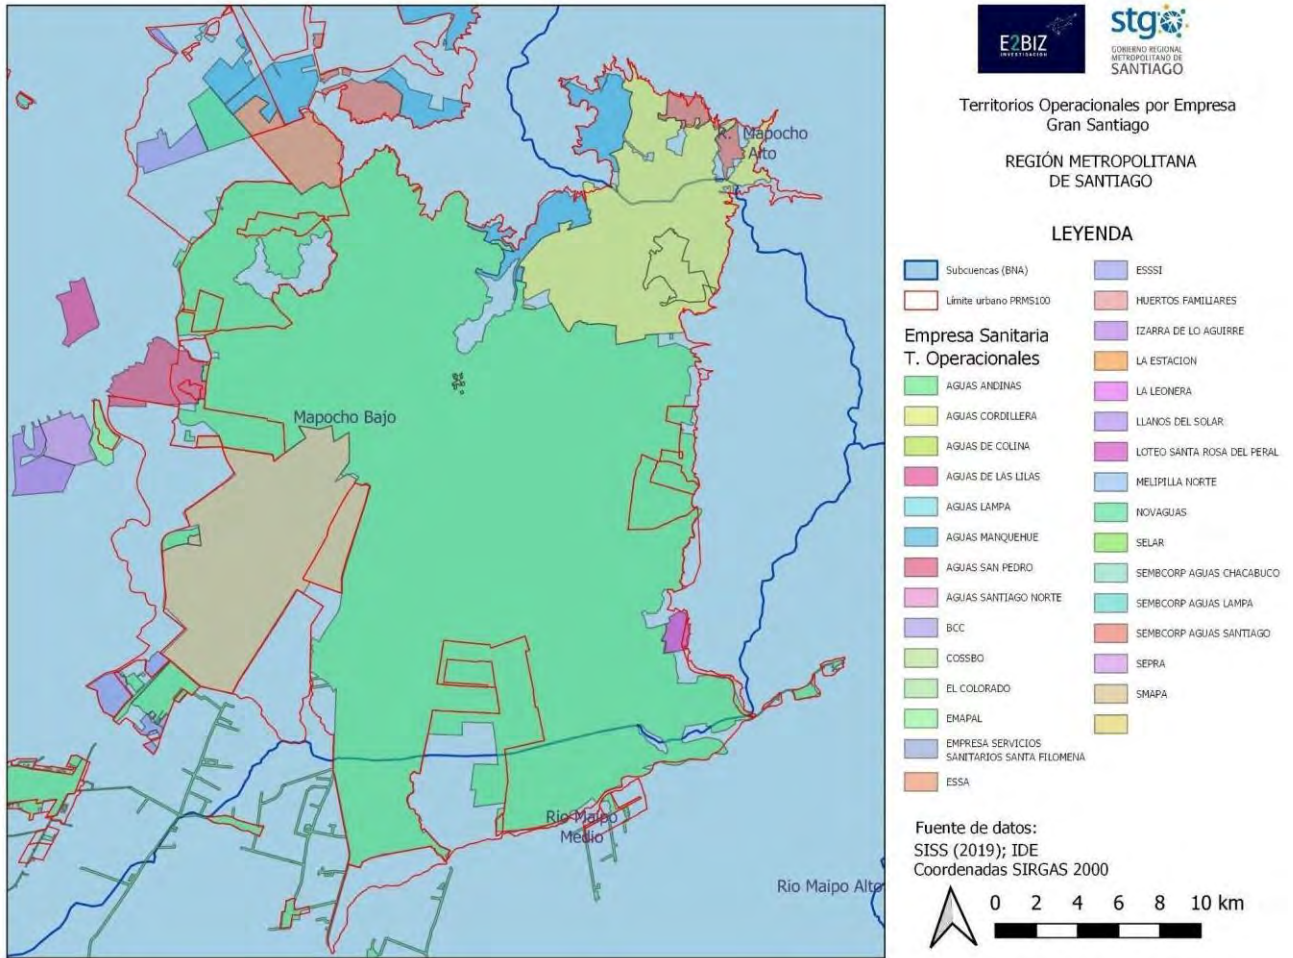 E2BIZ
INVESTIGACIÓN
stgo
GOBIERNO REGIONAL
METROPOLITANO DE
SANTIAGO
Territorios Operacionales por Empresa
Gran Santiago
REGIÓN METROPOLITANA
DE SANTIAGO
LEYENDA
Subcuencas (BNA)
Límite urbano PRMS100
Empresa Sanitaria
T. Operacionales
AGUAS ANDINAS
AGUAS CORDILLERA
AGUAS DE COLINA
AGUAS DE LAS LILAS
AGUAS LAMPA
AGUAS MANQUEHUE
AGUAS SAN PEDRO
AGUAS SANTIAGO NORTE
BCC
COSSBO
EL COLORADO
EMAPAL
EMPRESA SERVICIOS
SANITARIOS SANTA FILOMENA
ESSA
ESSSI
HUERTOS FAMILIARES
IZARRA DE LO AGUIRRE
LA ESTACION
LA LEONERA
LLANOS DEL SOLAR
LOTEO SANTA ROSA DEL PERAL
MELIPILLA NORTE
NOVAGUAS
SELAR
SEMBCORP AGUAS CHACABUCO
SEMBCORP AGUAS LAMPA
SEMBCORP AGUAS SANTIAGO
SEPRA
SMAPA
Fuente de datos:
SISS (2019); IDE
Coordenadas SIRGAS 2000
0 2 4 6 8 10 km
R. Mapocho
Alto
Mapocho Bajo
Rio Maipo
Medio
Rio Maipo Alto